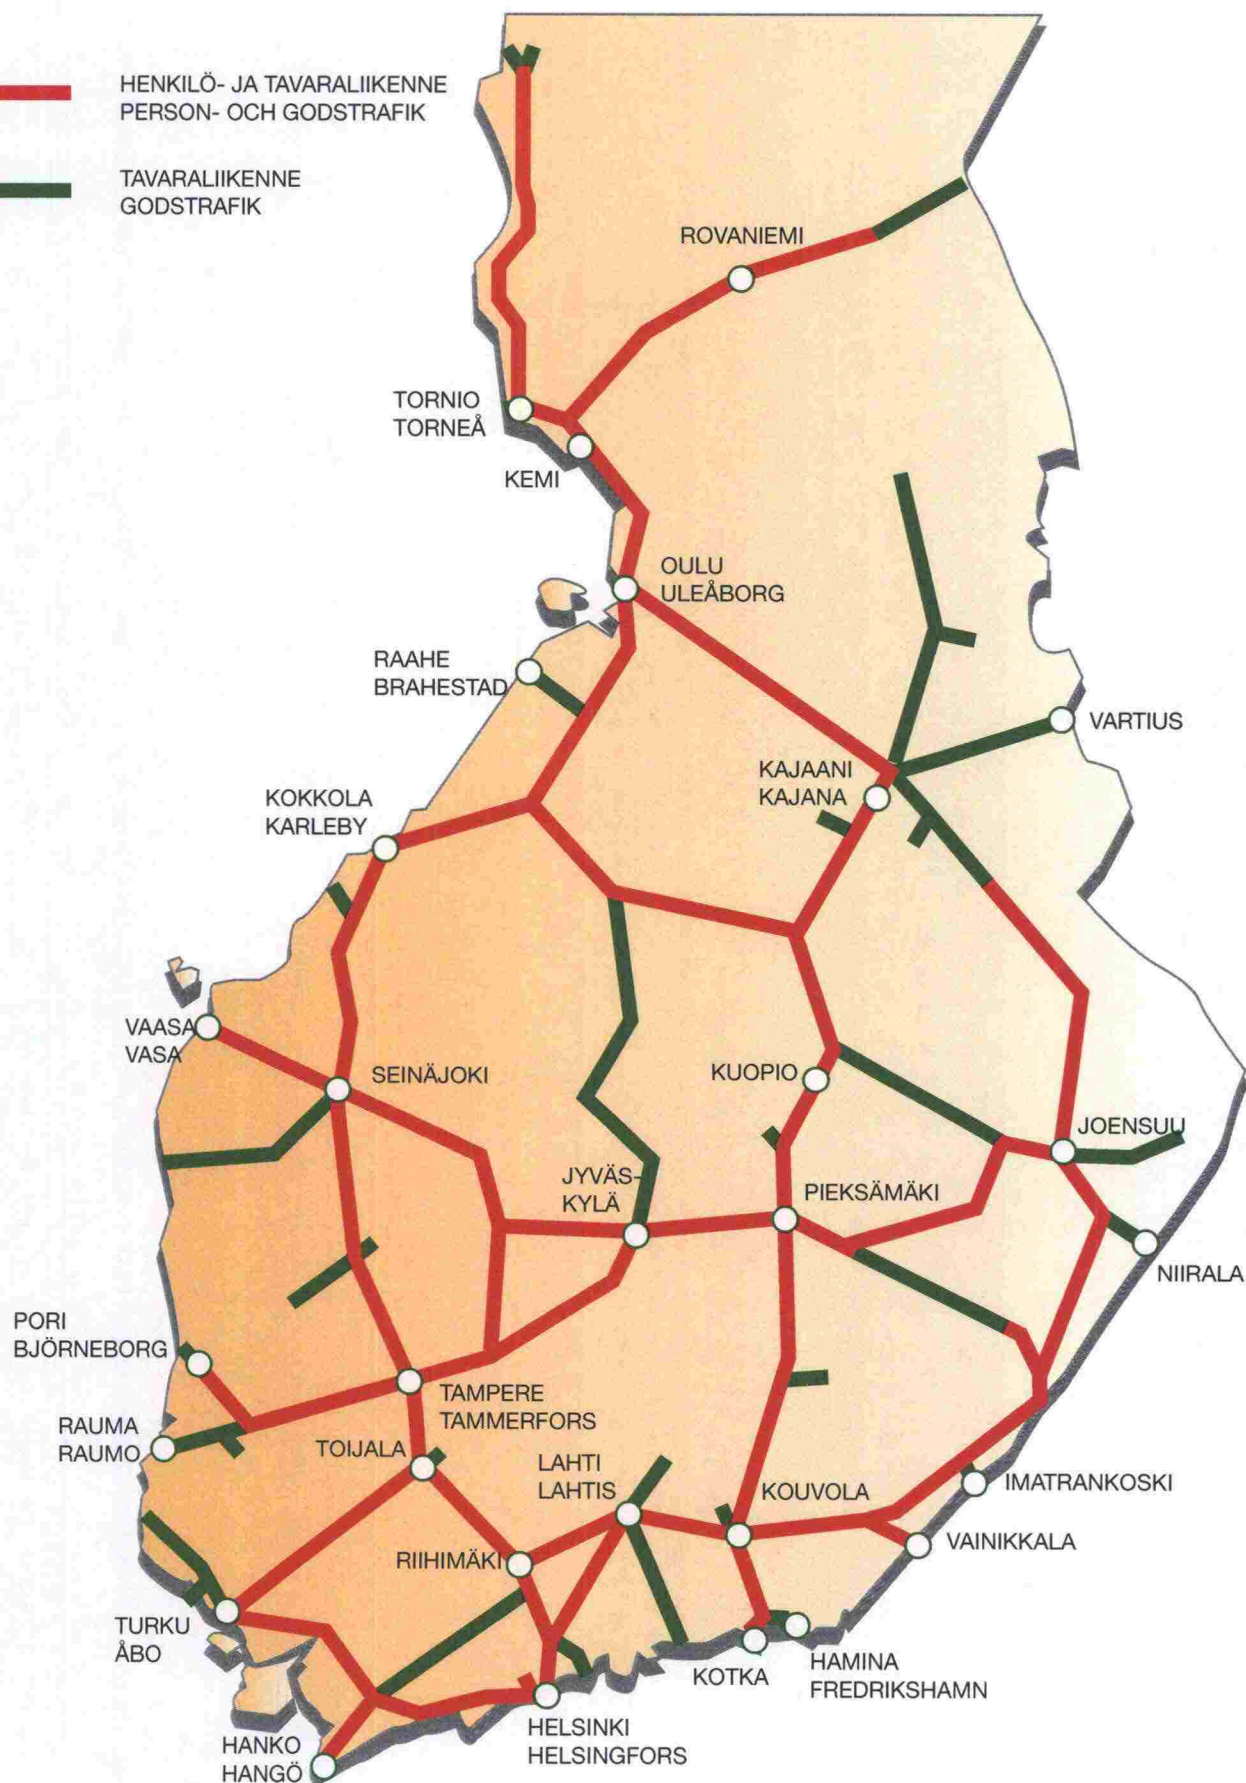 HENKILÖ- JA TAVARALIIKENNE
PERSON- OCH GODSTRAFIK
TAVARALIIKENNE
GODSTRAFIK
ROVANIEMI
TORNIO
TORNEÅ
KEMI
OULU
ULEÅBORG
RAAHE
BRAHESTAD
VARTIUS
KAJAANI
KAJANA
KOKKOLA
KARLEBY
VAASA
VASA
SEINÄJOKI
KUOPIO
JOENSUU
JYVÄS-
KYLÄ
PIEKSÄMÄKI
NIIRALA
PORI
BJÖRNEBORG
TAMPERE
TAMMERFORS
RAUMA
RAUMO
TOIJALA
LAHTI
LAHTIS
KOUVOLA
IMATRANKOSKI
VAINIKKALA
RIIHIMÄKI
TURKU
ÅBO
KOTKA
HAMINA
FREDRIKSHAMN
HELSINKI
HELSINGFORS
HANKO
HANGÖ